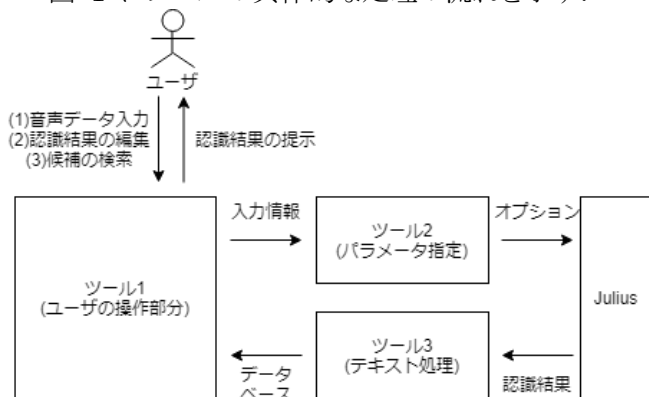 ユーザ
(1)音声データ入力
(2)認識結果の編集
(3)候補の検索
認識結果の提示
入力情報
ツール2
(パラメータ指定)
オプション
ツール1
(ユーザの操作部分)
Julius
ツール3
(テキスト処理)
データ
ベース
認識結果